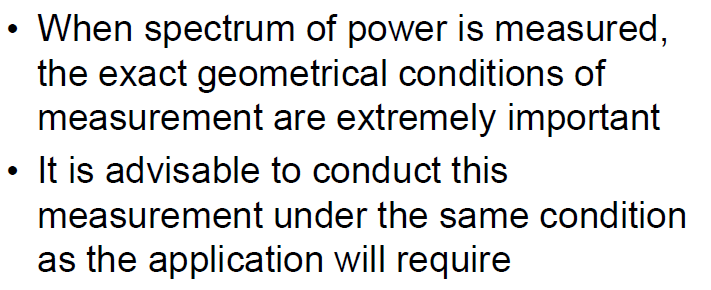 • When spectrum of power is measured,
the exact geometrical conditions of
measurement are extremely important
• It is advisable to conduct this
measurement under the same condition
as the application will require